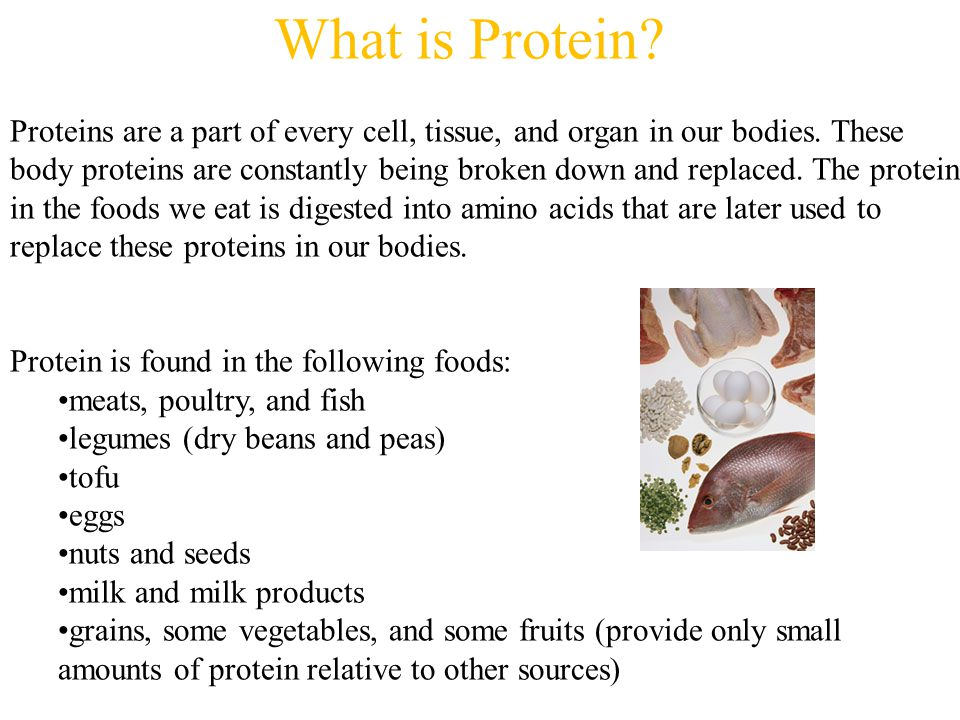 What is Protein?
Proteins are a part of every cell, tissue, and organ in our bodies. These
body proteins are constantly being broken down and replaced. The protein
in the foods we eat is digested into amino acids that are later used to
replace these proteins in our bodies.
Protein is found in the following foods:
•meats, poultry, and fish
•legumes (dry beans and peas)
•tofu
•eggs
•nuts and seeds
•milk and milk products
•grains, some vegetables, and some fruits (provide only small
amounts of protein relative to other sources)